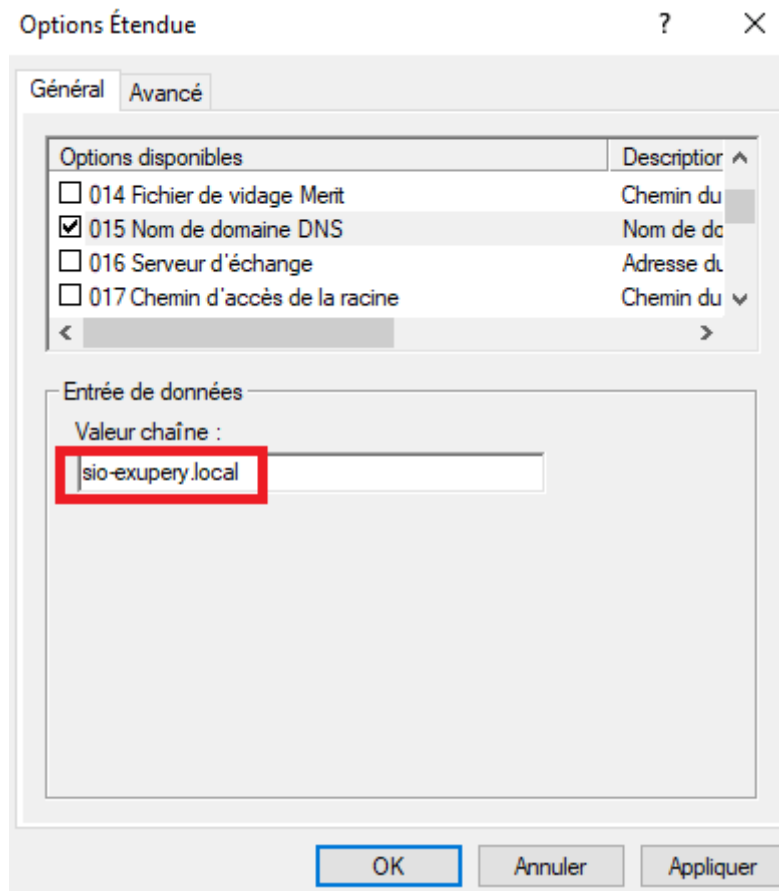 Options Étendue
Général Avancé
Options disponibles Descriptior
014 Fichier de vidage Merit Chemin du
015 Nom de domaine DNS Nom de do
016 Serveur d'échange Adresse du
017 Chemin d'accès de la racine Chemin du
Entrée de données
Valeur chaîne :
sio-exupery.local
OK Annuler Appliquer